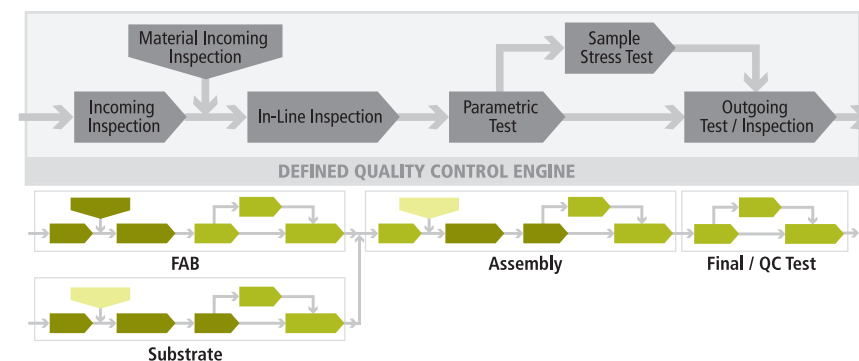 Material Incoming
Inspection
Sample
Stress Test
Incoming
Inspection
In-Line Inspection
Parametric
Test
Outgoing
Test / Inspection
DEFINED QUALITY CONTROL ENGINE
FAB
Assembly
Final / QC Test
Substrate